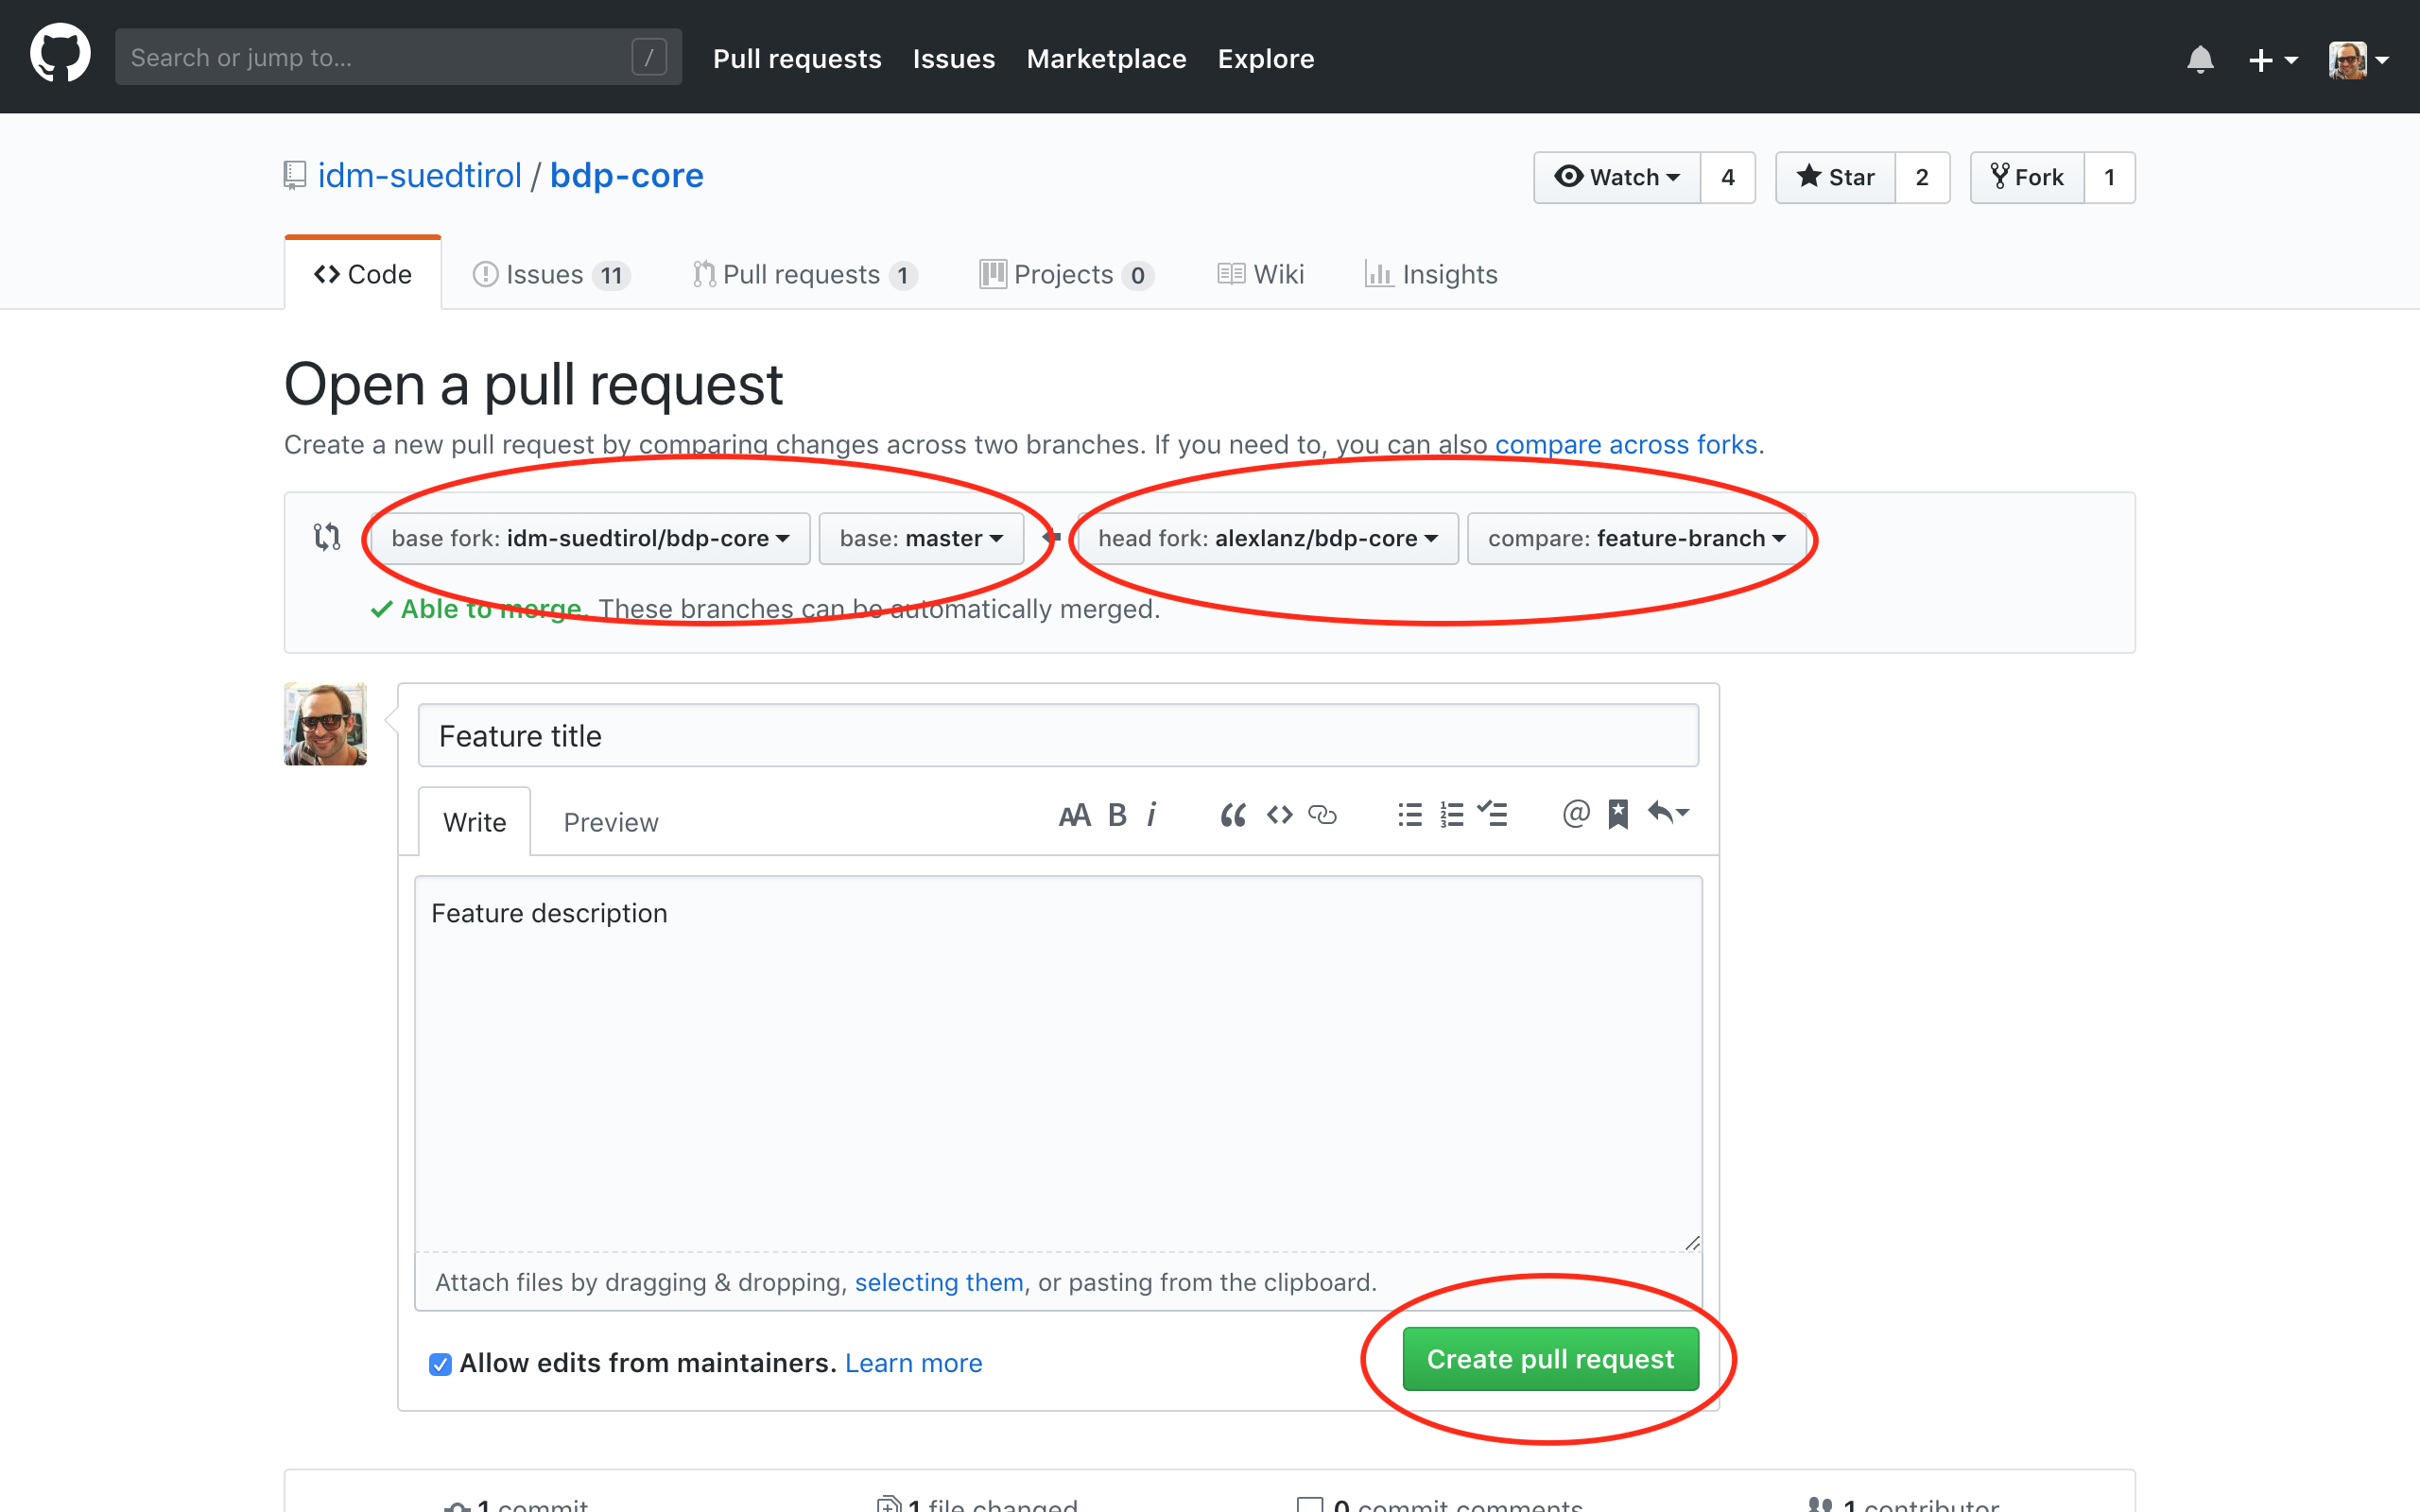 Search or jump to... / Pull requests Issues Marketplace Explore
idm-suedtirol / bdp-core Watch 4 Star 2 Fork 1
Code Issues 11 Pull requests 1 Projects 0 Wiki Insights
Open a pull request
Create a new pull request by comparing changes across two branches. If you need to, you can also compare across forks.
base fork: idm-suedtirol/bdp-core base: master head fork: alexlanz/bdp-core compare: feature-branch
Able to merge. These branches can be automatically merged.
Feature title
Write Preview AA B i @
Feature description
Attach files by dragging & dropping, selecting them, or pasting from the clipboard.
Allow edits from maintainers. Learn more Create pull request
1 commit 1 file changed 0 commit comments 1 contributor